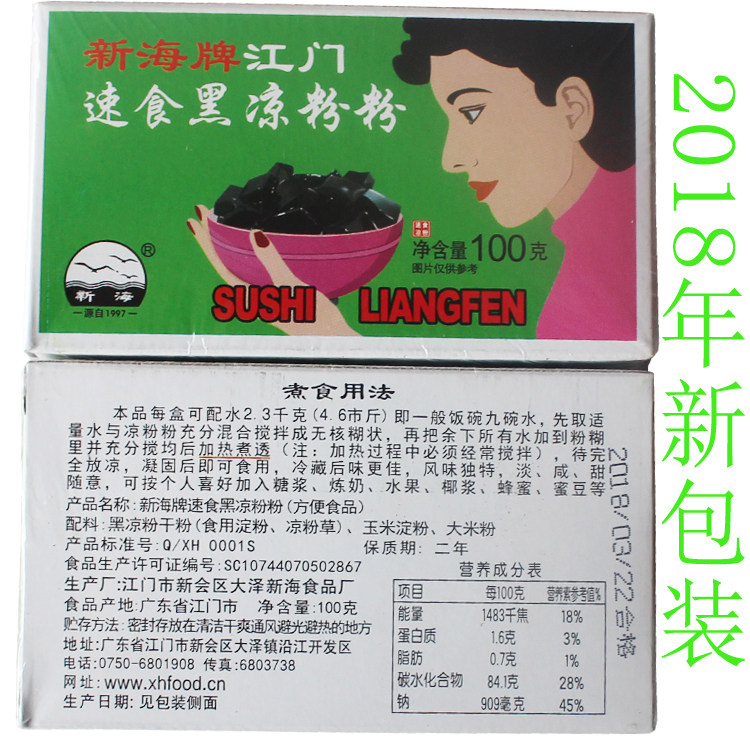 新海牌江门
速食黑凉粉粉
新海
®
—源自1997—
速食
凉粉
净含量100克
图片仅供参考
SUSHI LIANGFEN
2018年新包装
煮食用法
本品每盒可配水2.3千克(4.6市斤)即一般饭碗九碗水,先取适
量水与凉粉粉充分混合搅拌成无核糊状,再把余下所有水加到粉糊
里并充分搅均后加热煮透(注:加热过程中必须经常搅拌),待完
全放凉,凝固后即可食用,冷藏后味更佳,风味独特,淡、咸、甜
随意,可按个人喜好加入糖浆、炼奶、水果、椰浆、蜂蜜、蜜豆等
产品名称:新海牌速食黑凉粉粉(方便食品)
配料:黑凉粉干粉(食用淀粉、凉粉草)、玉米淀粉、大米粉
产品标准号:Q/XH 0001S 保质期:二年
食品生产许可证编号:SC10744070502867
生产厂:江门市新会区大泽新海食品厂
食品产地:广东省江门市 净含量:100克
贮存方法:密封存放在清洁干爽通风避光避热的地方
地址:广东省江门市新会区大泽镇沿江开发区
电话:0750-6801908 传真:6803738
网址:www.xhfood.cn
生产日期:见包装侧面
营养成分表
项目 每100克 营养素参考值%
能量 1483千焦 18%
蛋白质 1.6克 3%
脂肪 0.7克 1%
碳水化合物 84.1克 28%
钠 909毫克 45%
2018/03/22合格